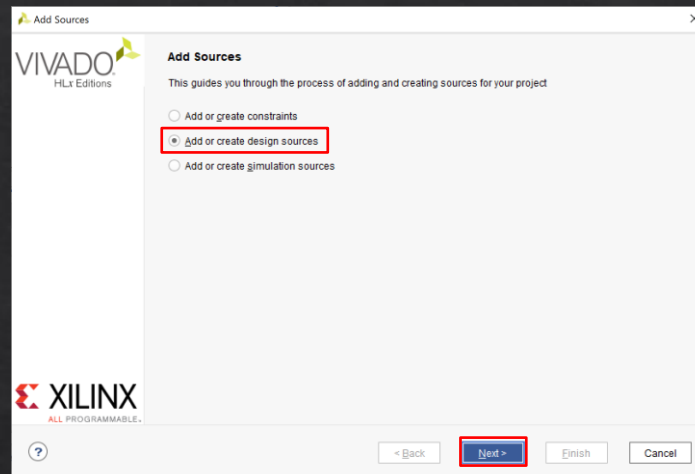 Add Sources
VIVADO
HLx Editions
Add Sources
This guides you through the process of adding and creating sources for your project
Add or create constraints
Add or create design sources
Add or create simulation sources
XILINX
ALL PROGRAMMABLE.
?
< Back
Next >
Finish
Cancel